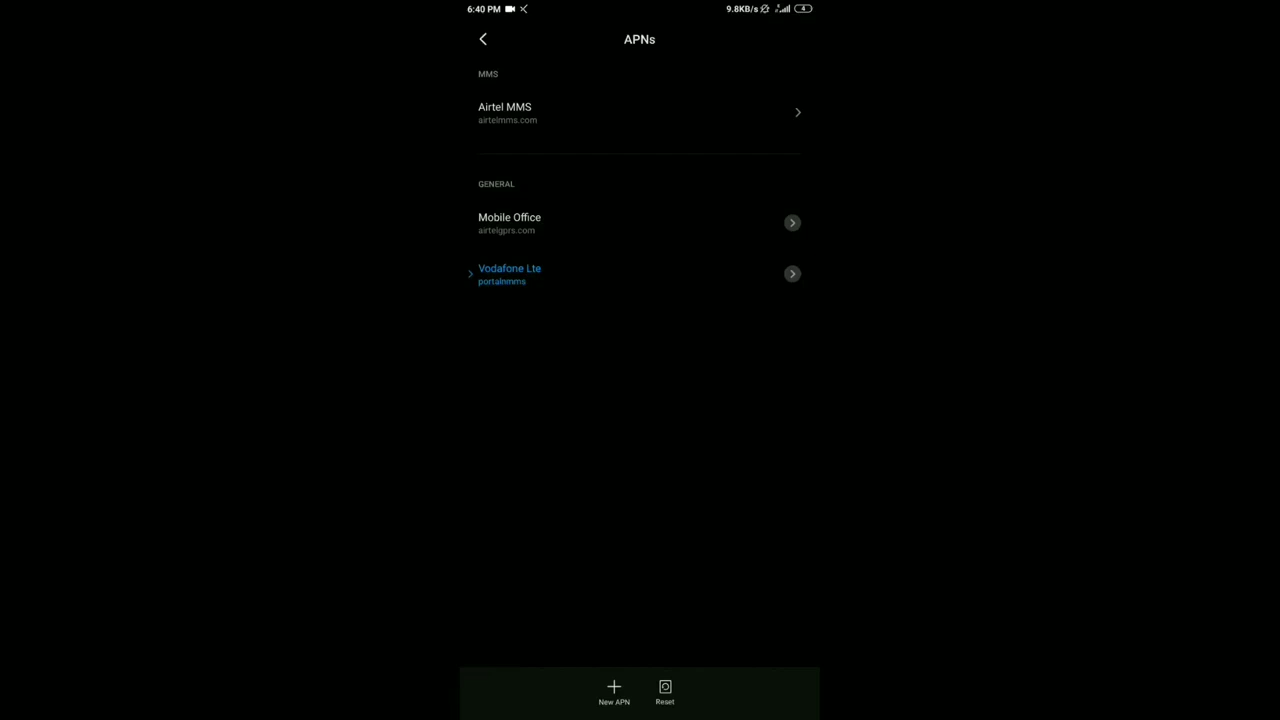 6:40 PM 9.8KB/s 4
APNs
MMS
Airtel MMS
airtelmms.com
GENERAL
Mobile Office
airtelgprs.com
Vodafone Lte
portalnmms
New APN Reset